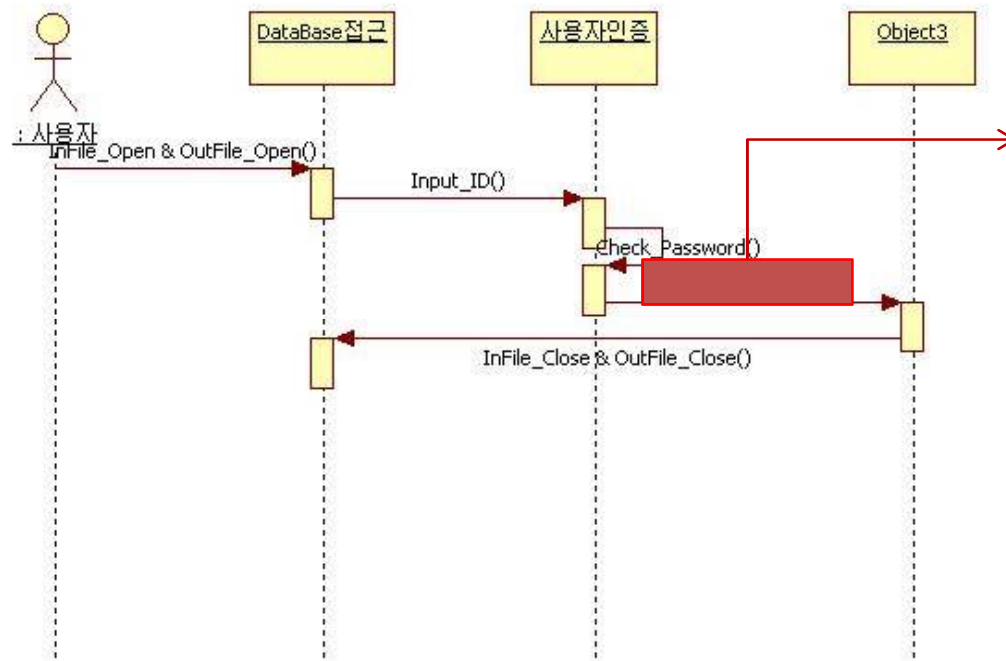 DataBase접근
사용자인증
Object3
: 사용자
InFile_Open & OutFile_Open()
Input_ID()
Check_Password()
InFile_Close & OutFile_Close()